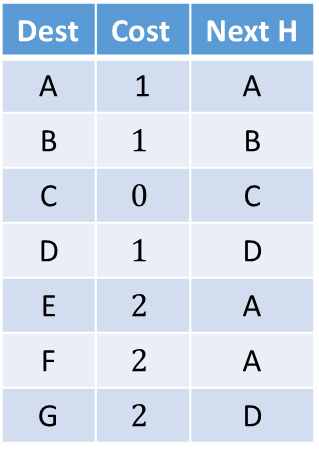 Dest Cost Next H
A 1 A
B 1 B
C 0 C
D 1 D
E 2 A
F 2 A
G 2 D